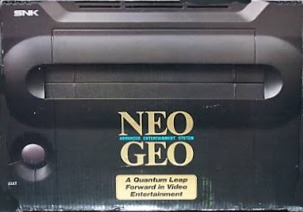 SNK
NEO
ADVANCED ENTERTAINMENT SYSTEM
GEO
A Quantum Leap
Forward in Video
Entertainment